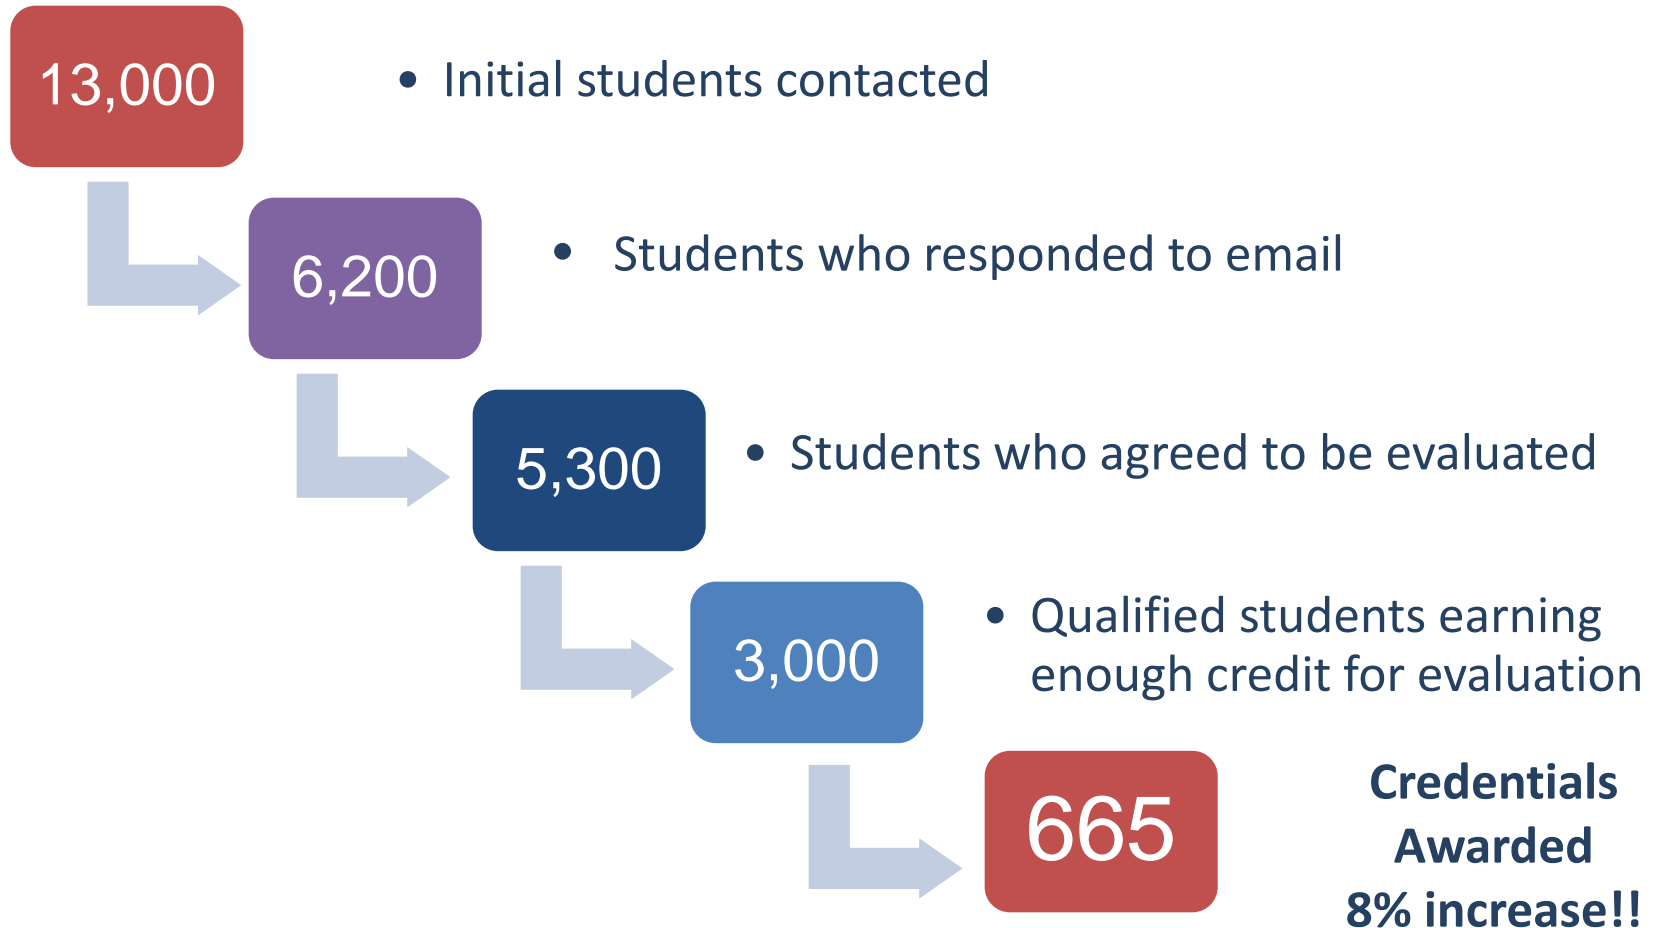 13,000
• Initial students contacted
6,200
• Students who responded to email
5,300
• Students who agreed to be evaluated
3,000
• Qualified students earning
enough credit for evaluation
665
Credentials
Awarded
8% increase!!